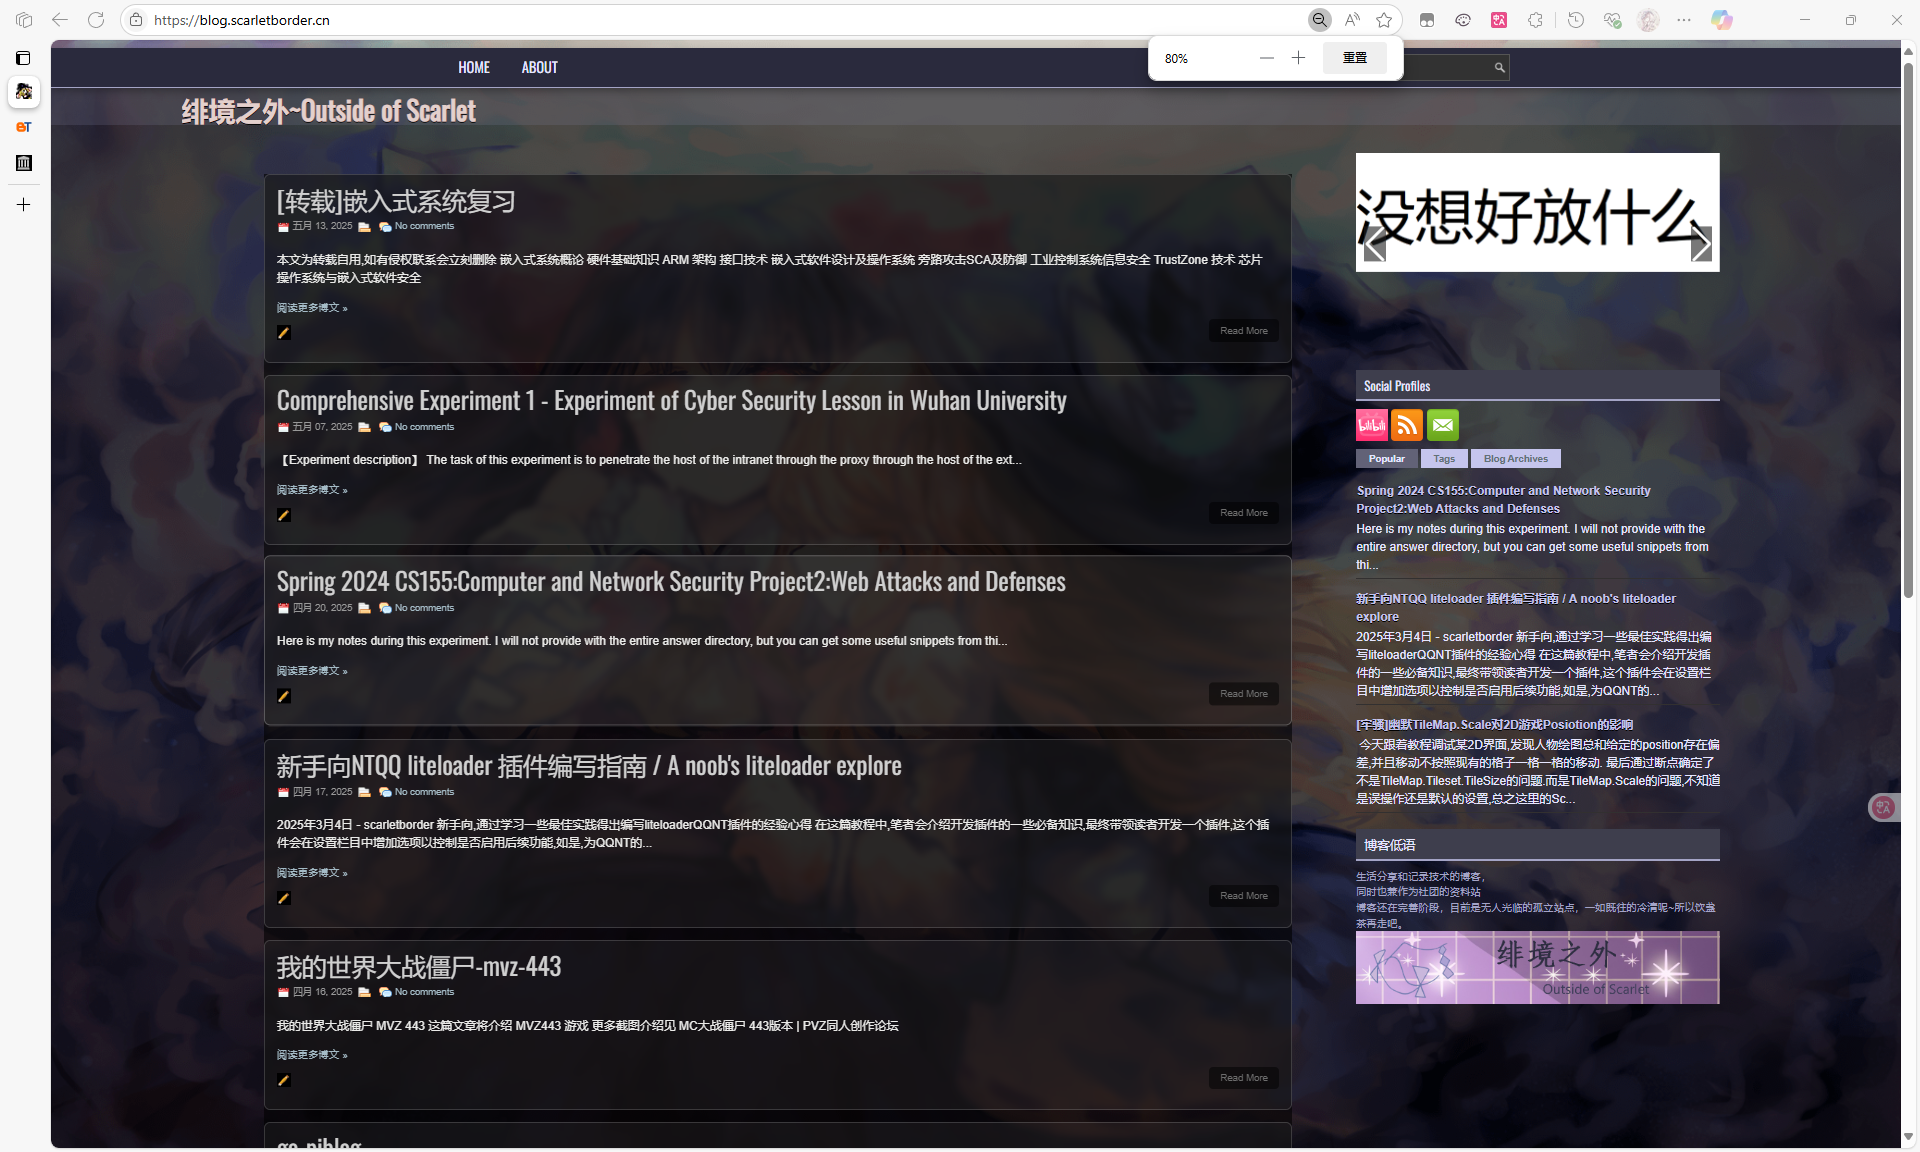 https://blog.scarletborder.cn
80%
重置
HOME
ABOUT
绯境之外~Outside of Scarlet
[转载]嵌入式系统复习
五月 13, 2025 No comments
本文为转载自用,如有侵权联系会立刻删除 嵌入式系统概论 硬件基础知识 ARM 架构 接口技术 嵌入式软件设计及操作系统 旁路攻击SCA及防御 工业控制系统信息安全 TrustZone 技术 芯片
操作系统与嵌入式软件安全
阅读更多博文 »
Read More
Comprehensive Experiment 1 - Experiment of Cyber Security Lesson in Wuhan University
五月 07, 2025 No comments
【Experiment description】 The task of this experiment is to penetrate the host of the intranet through the proxy through the host of the ext...
阅读更多博文 »
Read More
Spring 2024 CS155:Computer and Network Security Project2:Web Attacks and Defenses
四月 20, 2025 No comments
Here is my notes during this experiment. I will not provide with the entire answer directory, but you can get some useful snippets from thi...
阅读更多博文 »
Read More
新手向NTQQ liteloader 插件编写指南 / A noob's liteloader explore
四月 17, 2025 No comments
2025年3月4日 - scarletborder 新手向,通过学习一些最佳实践得出编写liteloaderQQNT插件的经验心得 在这篇教程中,笔者会介绍开发插件的一些必备知识,最终带领读者开发一个插件,这个插
件会在设置栏目中增加选项以控制是否启用后续功能,如是,为QQNT的...
阅读更多博文 »
Read More
我的世界大战僵尸-mvz-443
四月 16, 2025 No comments
我的世界大战僵尸 MVZ 443 这篇文章将介绍 MVZ443 游戏 更多截图介绍见 MC大战僵尸 443版本 | PVZ同人创作论坛
阅读更多博文 »
Read More
go-piblog
没想好放什么
Social Profiles
bilibili
Popular
Tags
Blog Archives
Spring 2024 CS155:Computer and Network Security
Project2:Web Attacks and Defenses
Here is my notes during this experiment. I will not provide with the
entire answer directory, but you can get some useful snippets from
thi...
新手向NTQQ liteloader 插件编写指南 / A noob's liteloader
explore
2025年3月4日 - scarletborder 新手向,通过学习一些最佳实践得出编
写liteloaderQQNT插件的经验心得 在这篇教程中,笔者会介绍开发插
件的一些必备知识,最终带领读者开发一个插件,这个插件会在设置栏
目中增加选项以控制是否启用后续功能,如是,为QQNT的...
[牢骚]幽默TileMap.Scale对2D游戏Posiotion的影响
今天跟着教程调试某2D界面,发现人物绘图总和给定的position存在偏
差,并且移动不按照现有的格子一格一格的移动. 最后通过断点确定了
不是TileMap.Tileset.TileSize的问题.而是TileMap.Scale的问题,不知道
是误操作还是默认的设置,总之这里的Sc...
博客低语
生活分享和记录技术的博客，
同时也兼作为社团的资料站
博客还在完善阶段，目前是无人光临的孤立站点，一如既往的冷清呢~所以饮盏
茶再走吧。
绯境之外
Outside of Scarlet